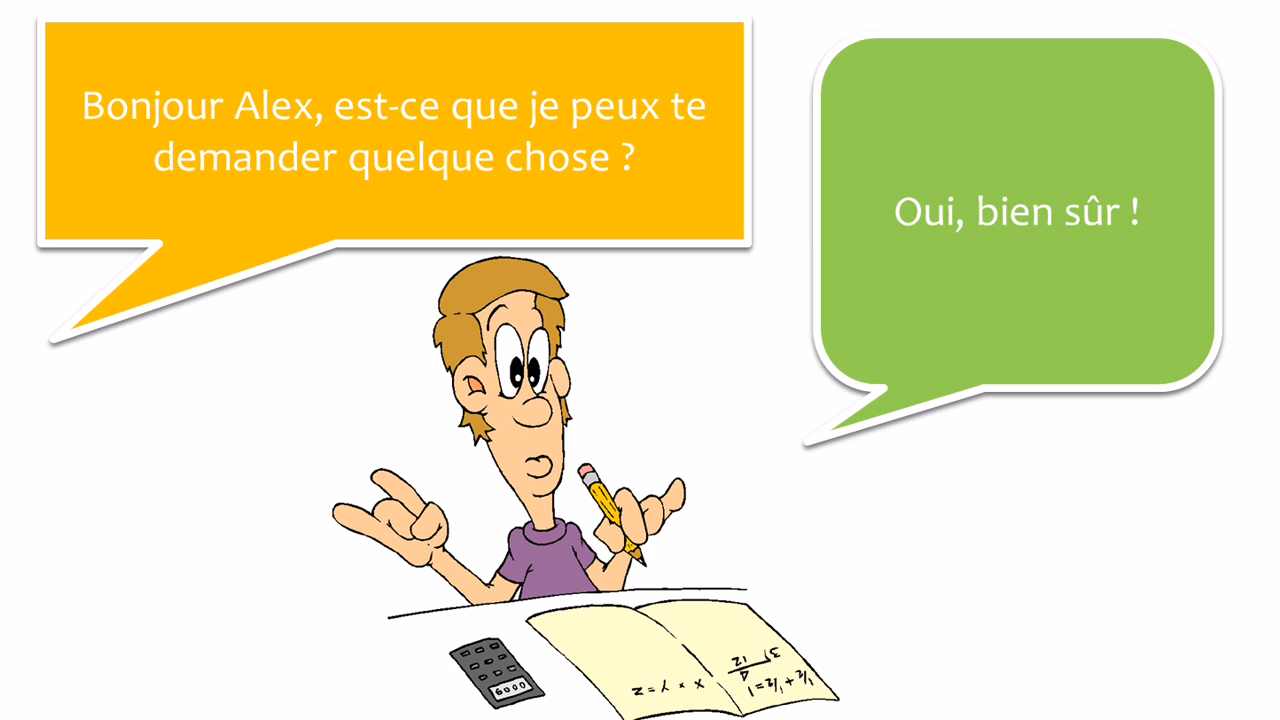 Bonjour Alex, est-ce que je peux te
demander quelque chose ?
Oui, bien sûr !